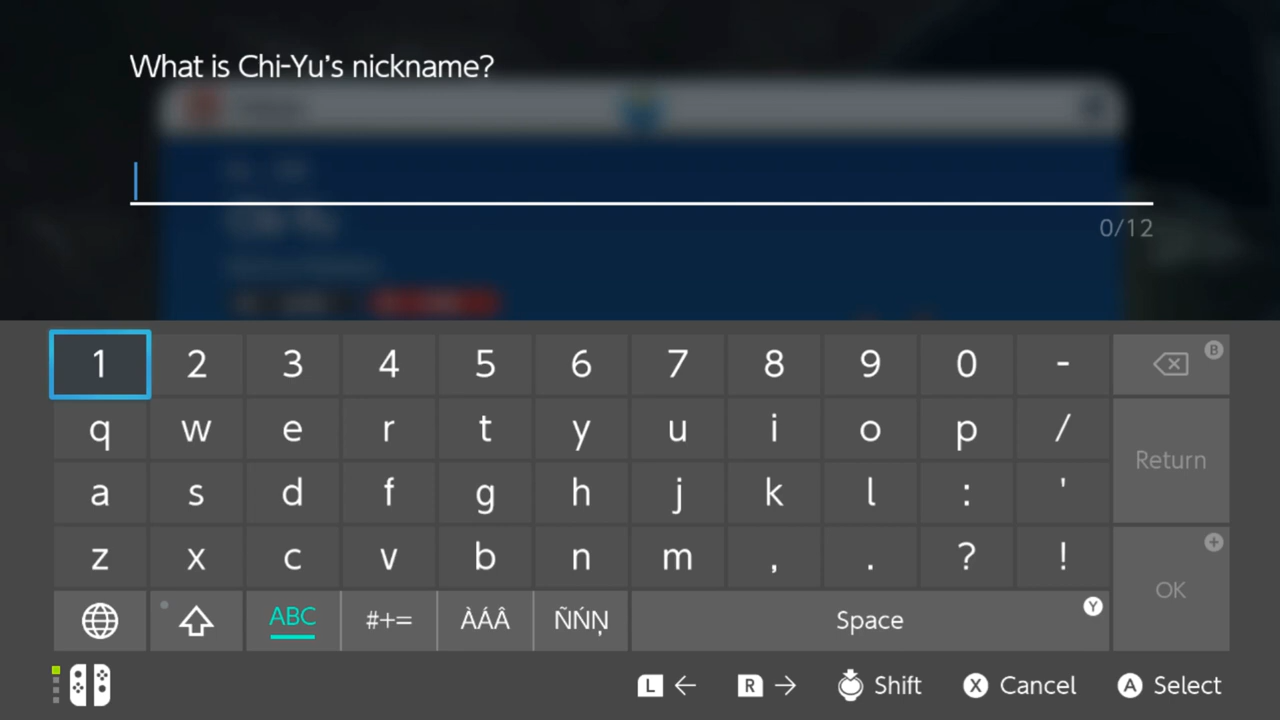 What is Chi-Yu's nickname?
0/12
1 2 3 4 5 6 7 8 9 0 - B
q w e r t y u i o p / Return
a s d f g h j k l : '
z x c v b n m , . ? ! + OK
ABC #+= ÀÁÂ ÑŃŅ Space Y
L ← R → Shift X Cancel A Select